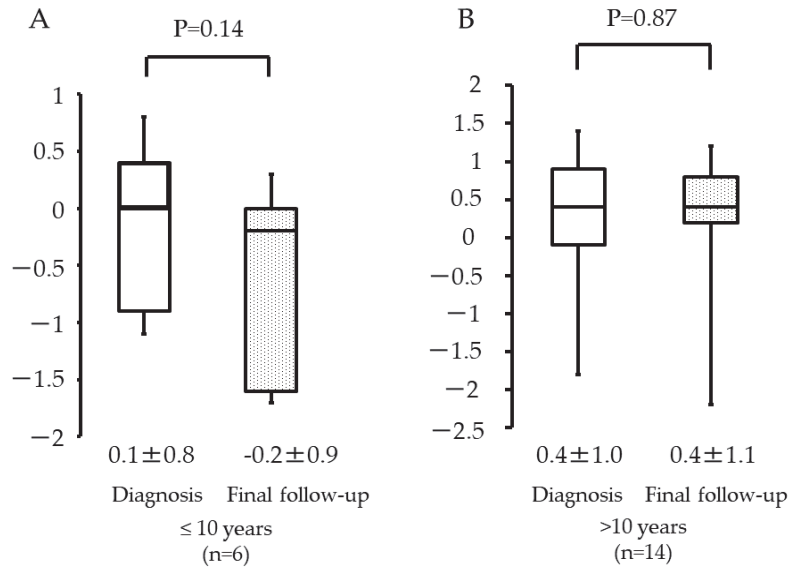 A
P=0.14
1
0.5
0
−0.5
−1
−1.5
−2
0.1±0.8
-0.2±0.9
Diagnosis
Final follow-up
≤ 10 years
(n=6)
B
P=0.87
2
1.5
1
0.5
0
−0.5
−1
−1.5
−2
−2.5
0.4±1.0
0.4±1.1
Diagnosis
Final follow-up
>10 years
(n=14)